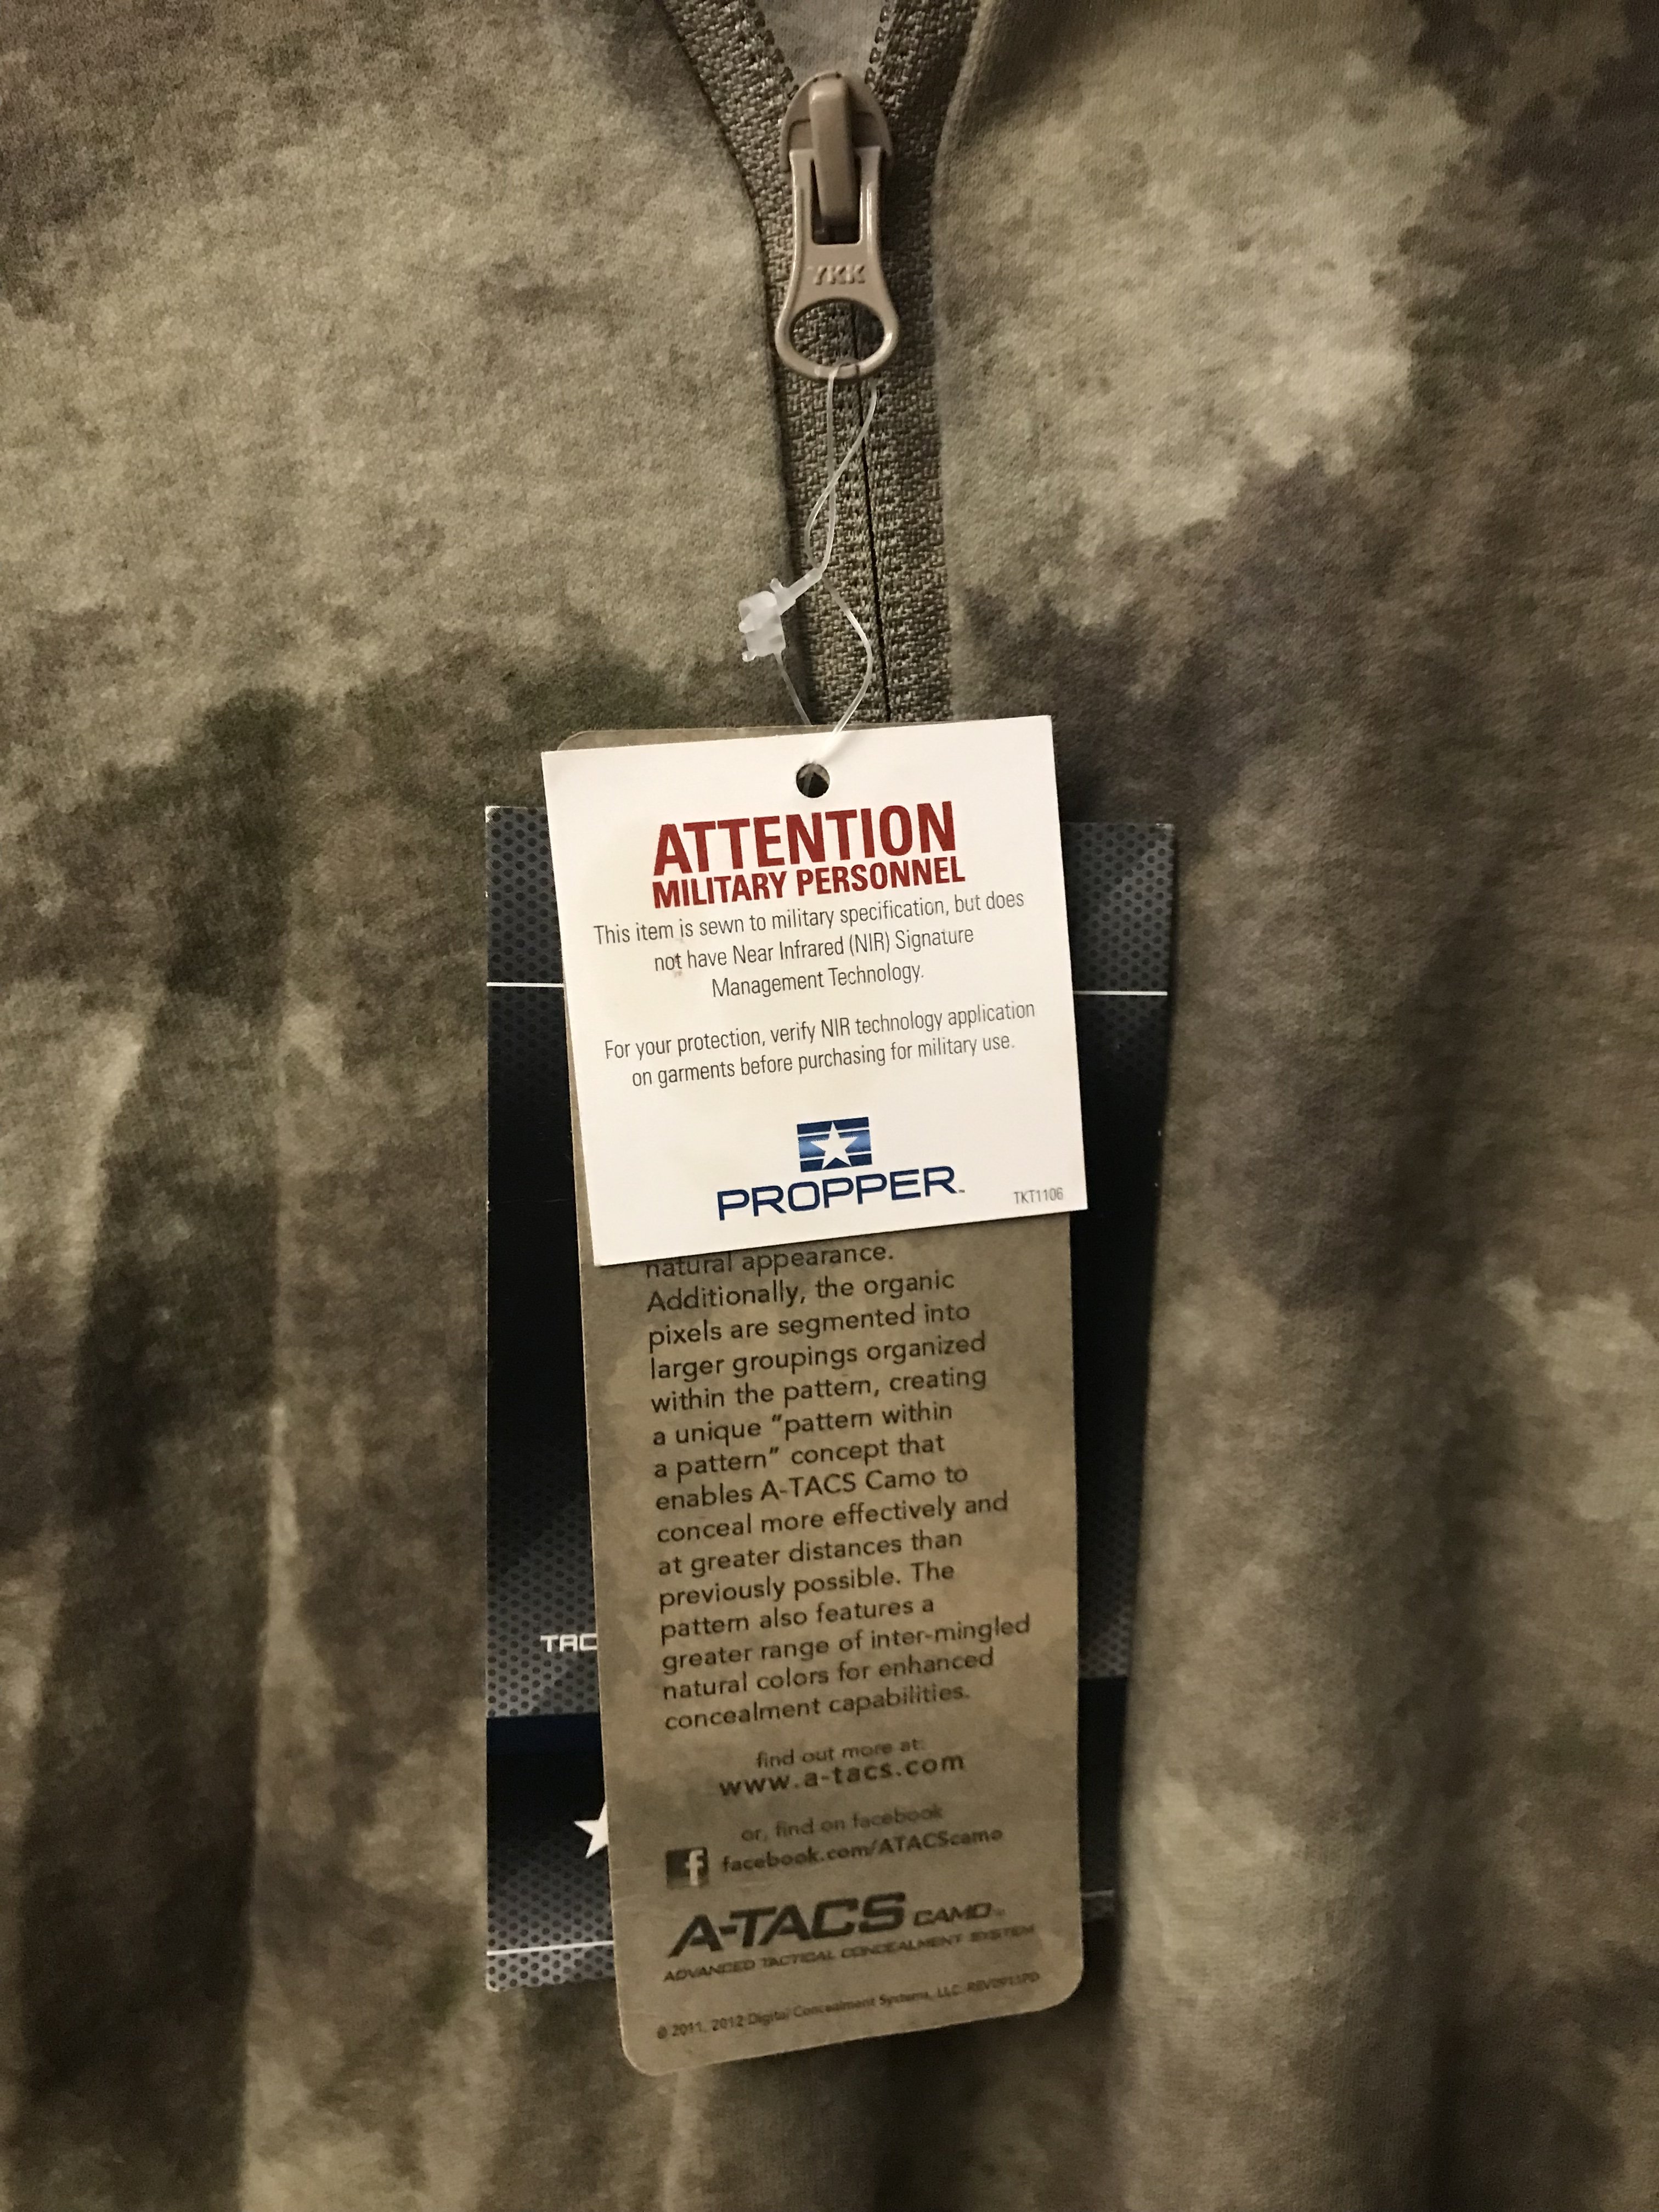 YKK
ATTENTION
MILITARY PERSONNEL
This item is sewn to military specification, but does
not have Near Infrared (NIR) Signature
Management Technology.
For your protection, verify NIR technology application
on garments before purchasing for military use.
PROPPER™
TKT1106
natural appearance.
Additionally, the organic
pixels are segmented into
larger groupings organized
within the pattern, creating
a unique "pattern within
a pattern" concept that
enables A-TACS Camo to
conceal more effectively and
at greater distances than
previously possible. The
pattern also features a
greater range of inter-mingled
natural colors for enhanced
concealment capabilities.
TAC
find out more at:
www.a-tacs.com
or, find on facebook
f facebook.com/ATACScamo
A-TACS CAMO™
ADVANCED TACTICAL CONCEALMENT SYSTEM
© 2011, 2012 Digital Concealment Systems, LLC